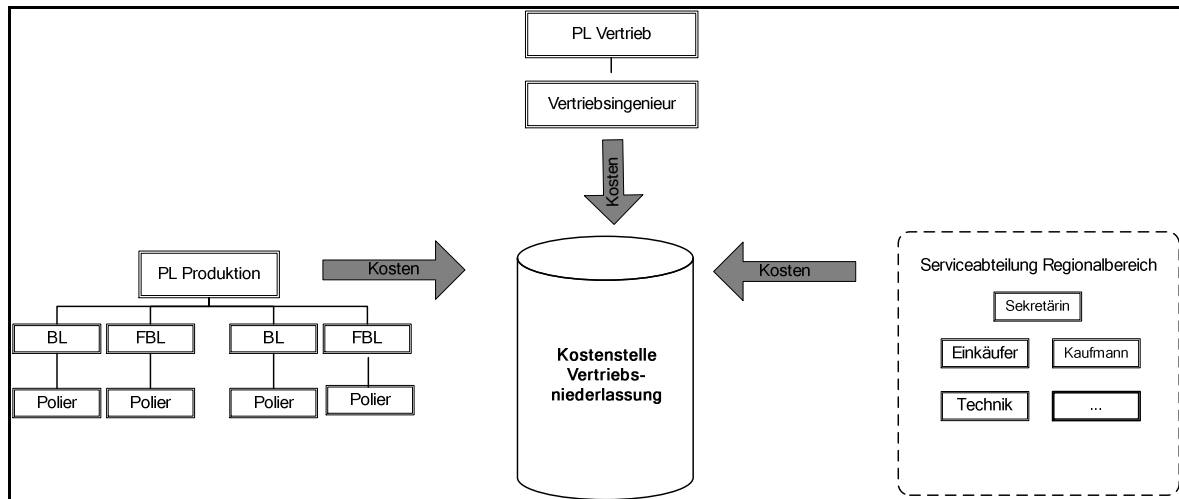 PL Vertrieb
Vertriebsingenieur
Kosten
PL Produktion
Kosten
BL
FBL
BL
FBL
Polier
Polier
Polier
Polier
Kostenstelle
Vertriebs-
niederlassung
Kosten
Serviceabteilung Regionalbereich
Sekretärin
Einkäufer
Kaufmann
Technik
...